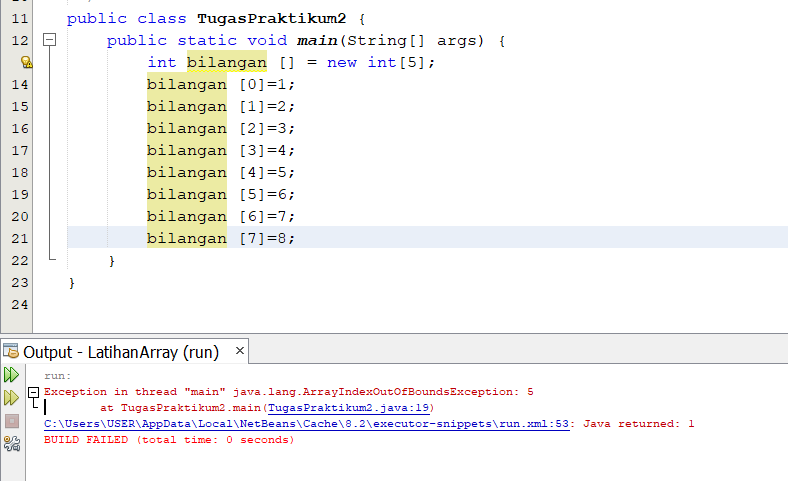 11 public class TugasPraktikum2 {
12 public static void main(String[] args) {
int bilangan [] = new int[5];
14 bilangan [0]=1;
15 bilangan [1]=2;
16 bilangan [2]=3;
17 bilangan [3]=4;
18 bilangan [4]=5;
19 bilangan [5]=6;
20 bilangan [6]=7;
21 bilangan [7]=8;
22 }
23 }
24
Output - LatihanArray (run) ×
run:
Exception in thread "main" java.lang.ArrayIndexOutOfBoundsException: 5
at TugasPraktikum2.main(TugasPraktikum2.java:19)
C:\Users\USER\AppData\Local\NetBeans\Cache\8.2\executor-snippets\run.xml:53: Java returned: 1
BUILD FAILED (total time: 0 seconds)